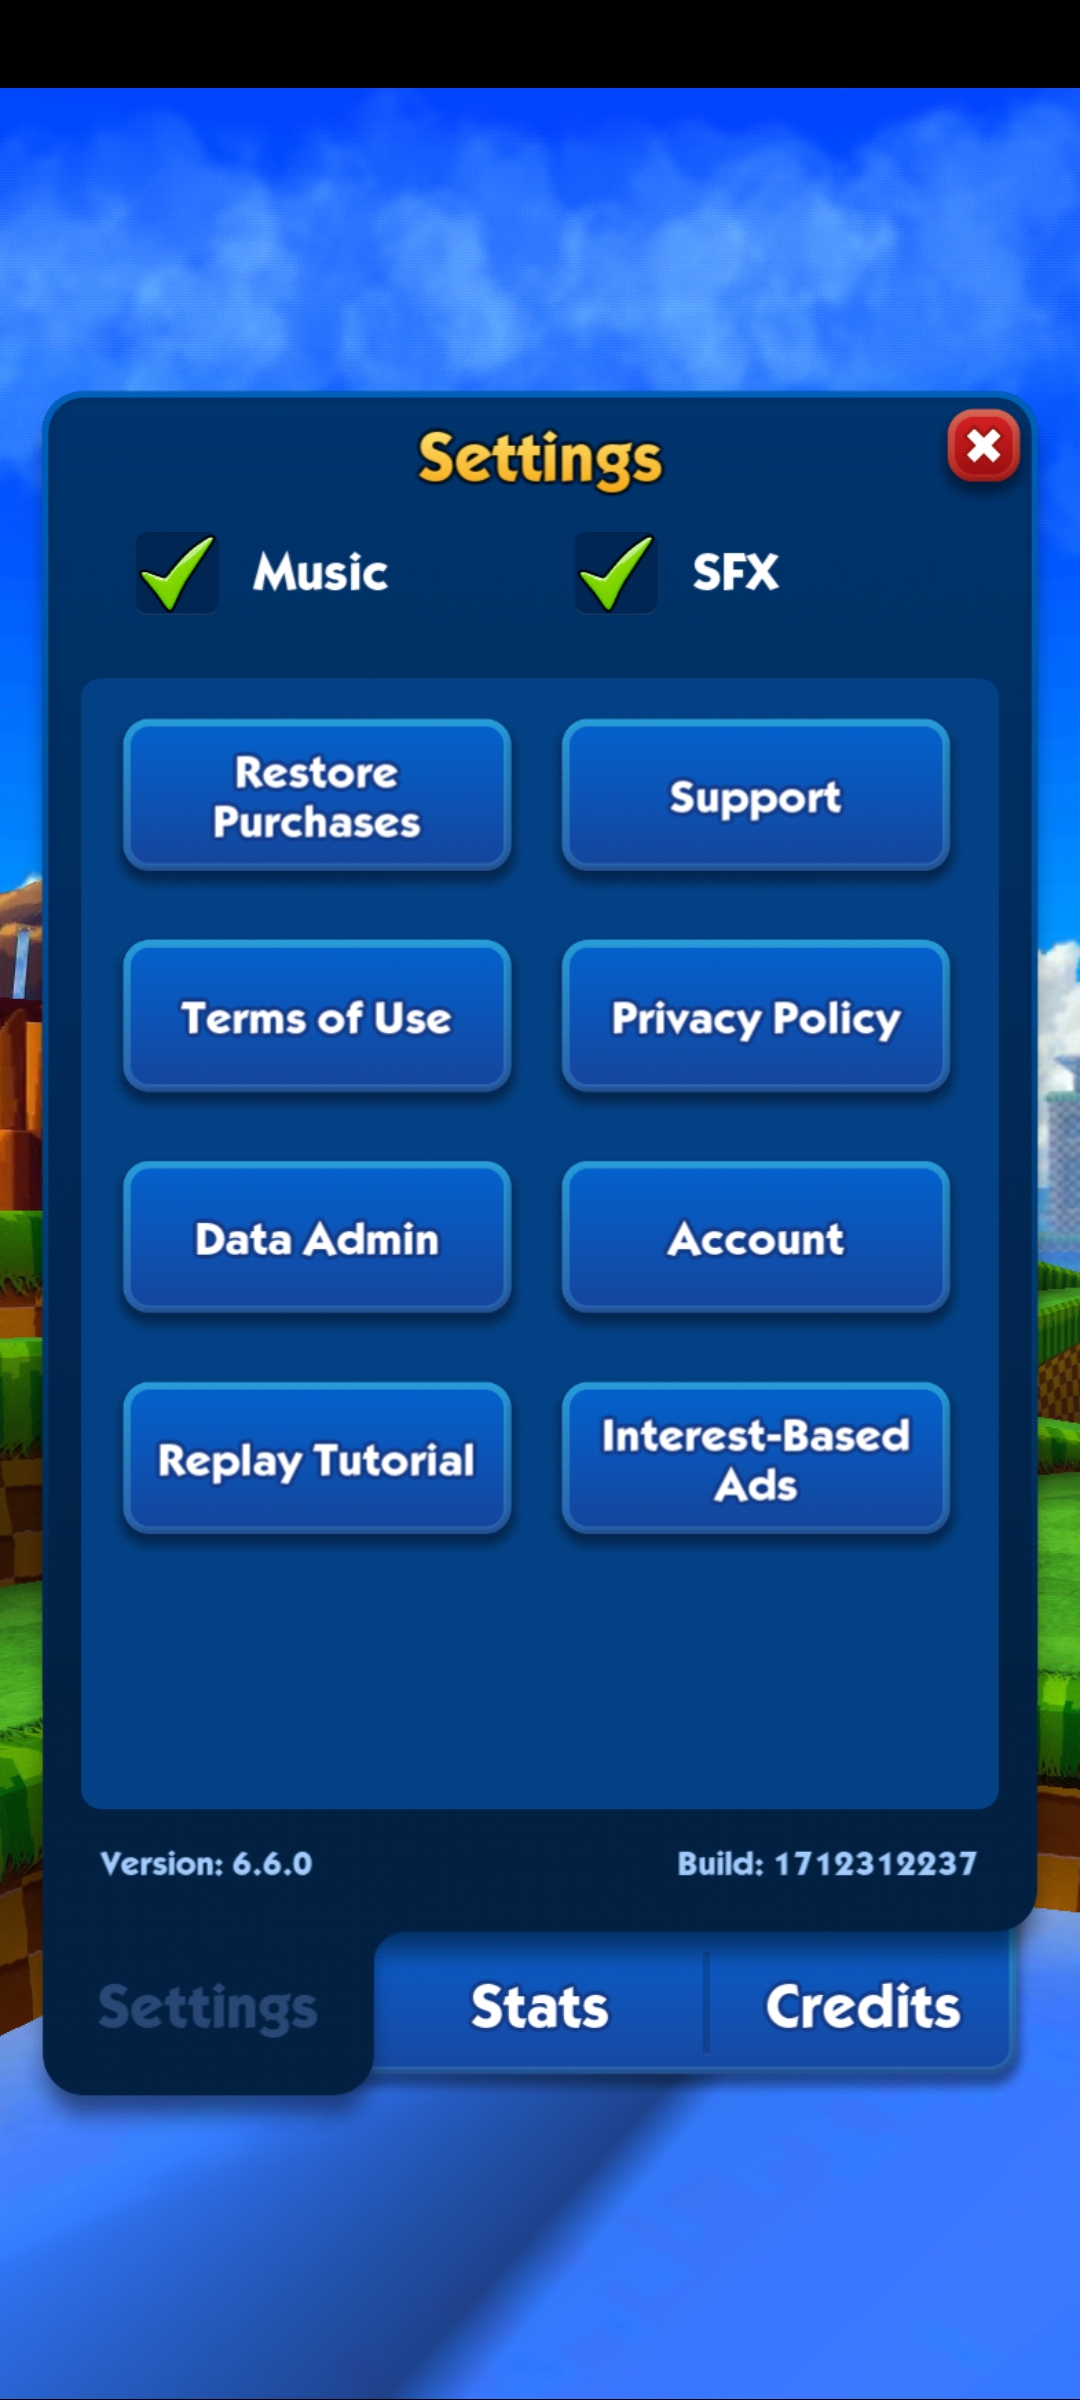 Settings
Music
SFX
Restore
Purchases
Support
Terms of Use
Privacy Policy
Data Admin
Account
Replay Tutorial
Interest-Based
Ads
Version: 6.6.0
Build: 1712312237
Settings
Stats
Credits